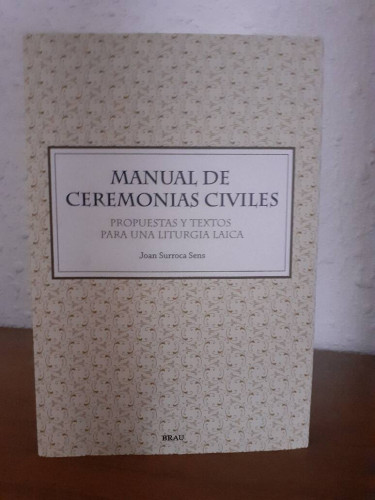 MANUAL DE
CEREMONIAS CIVILES
PROPUESTAS Y TEXTOS
PARA UNA LITURGIA LAICA
Joan Surroca Sens
BRAU